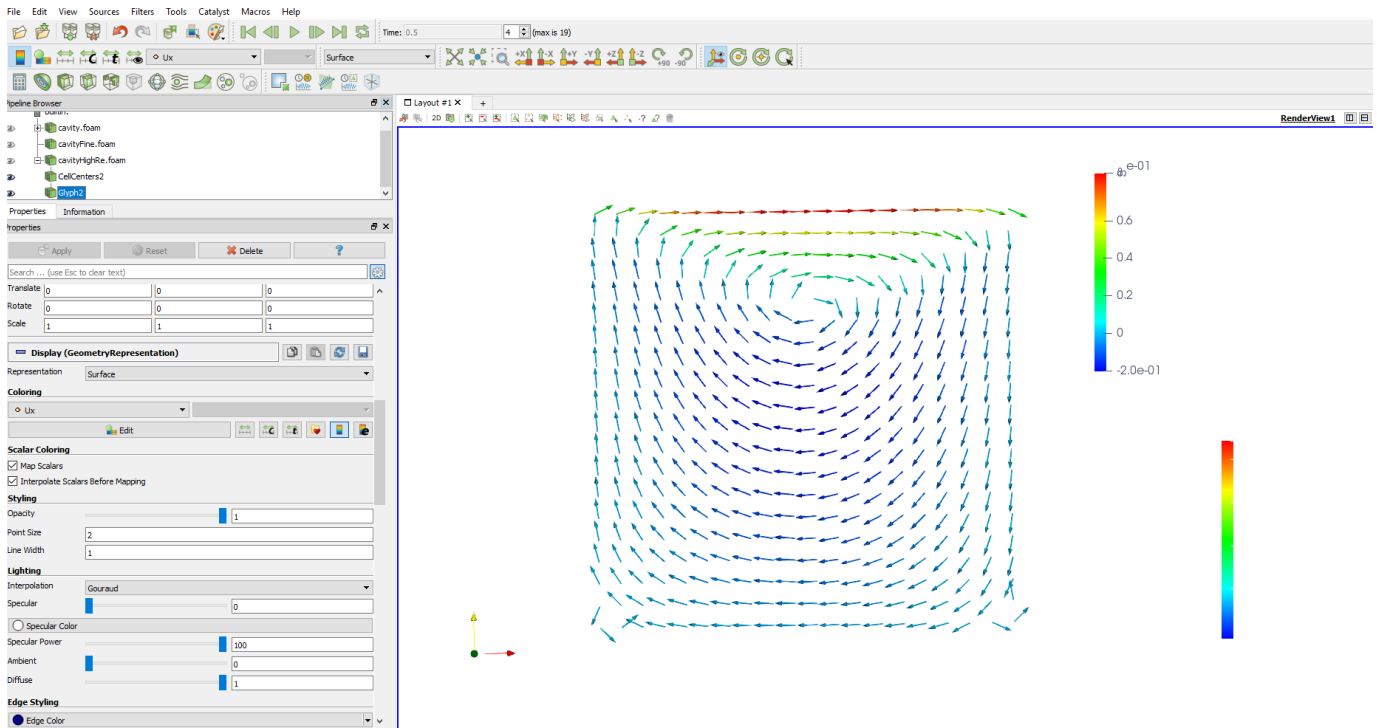 File Edit View Sources Filters Tools Catalyst Macros Help
Time: 0.5 4 (max is 19)
Ux Surface
+X -X +Y -Y +Z -Z +90 -90
Pipeline Browser
Layout #1 X +
2D
RenderView1
cavity.foam
cavityFine.foam
cavityHighRe.foam
CellCenters2
Glyph2
Properties Information
Properties
Apply Reset Delete ?
Search ... (use Esc to clear text)
Translate 0 0 0
Rotate 0 0 0
Scale 1 1 1
Display (GeometryRepresentation)
Representation Surface
Coloring
Ux
Edit
Scalar Coloring
Map Scalars
Interpolate Scalars Before Mapping
Styling
Opacity 1
Point Size 2
Line Width 1
Lighting
Interpolation Gouraud
Specular 0
Specular Color
Specular Power 100
Ambient 0
Diffuse 1
Edge Styling
Edge Color
0.6
0.4
0.2
0
-2.0e-01